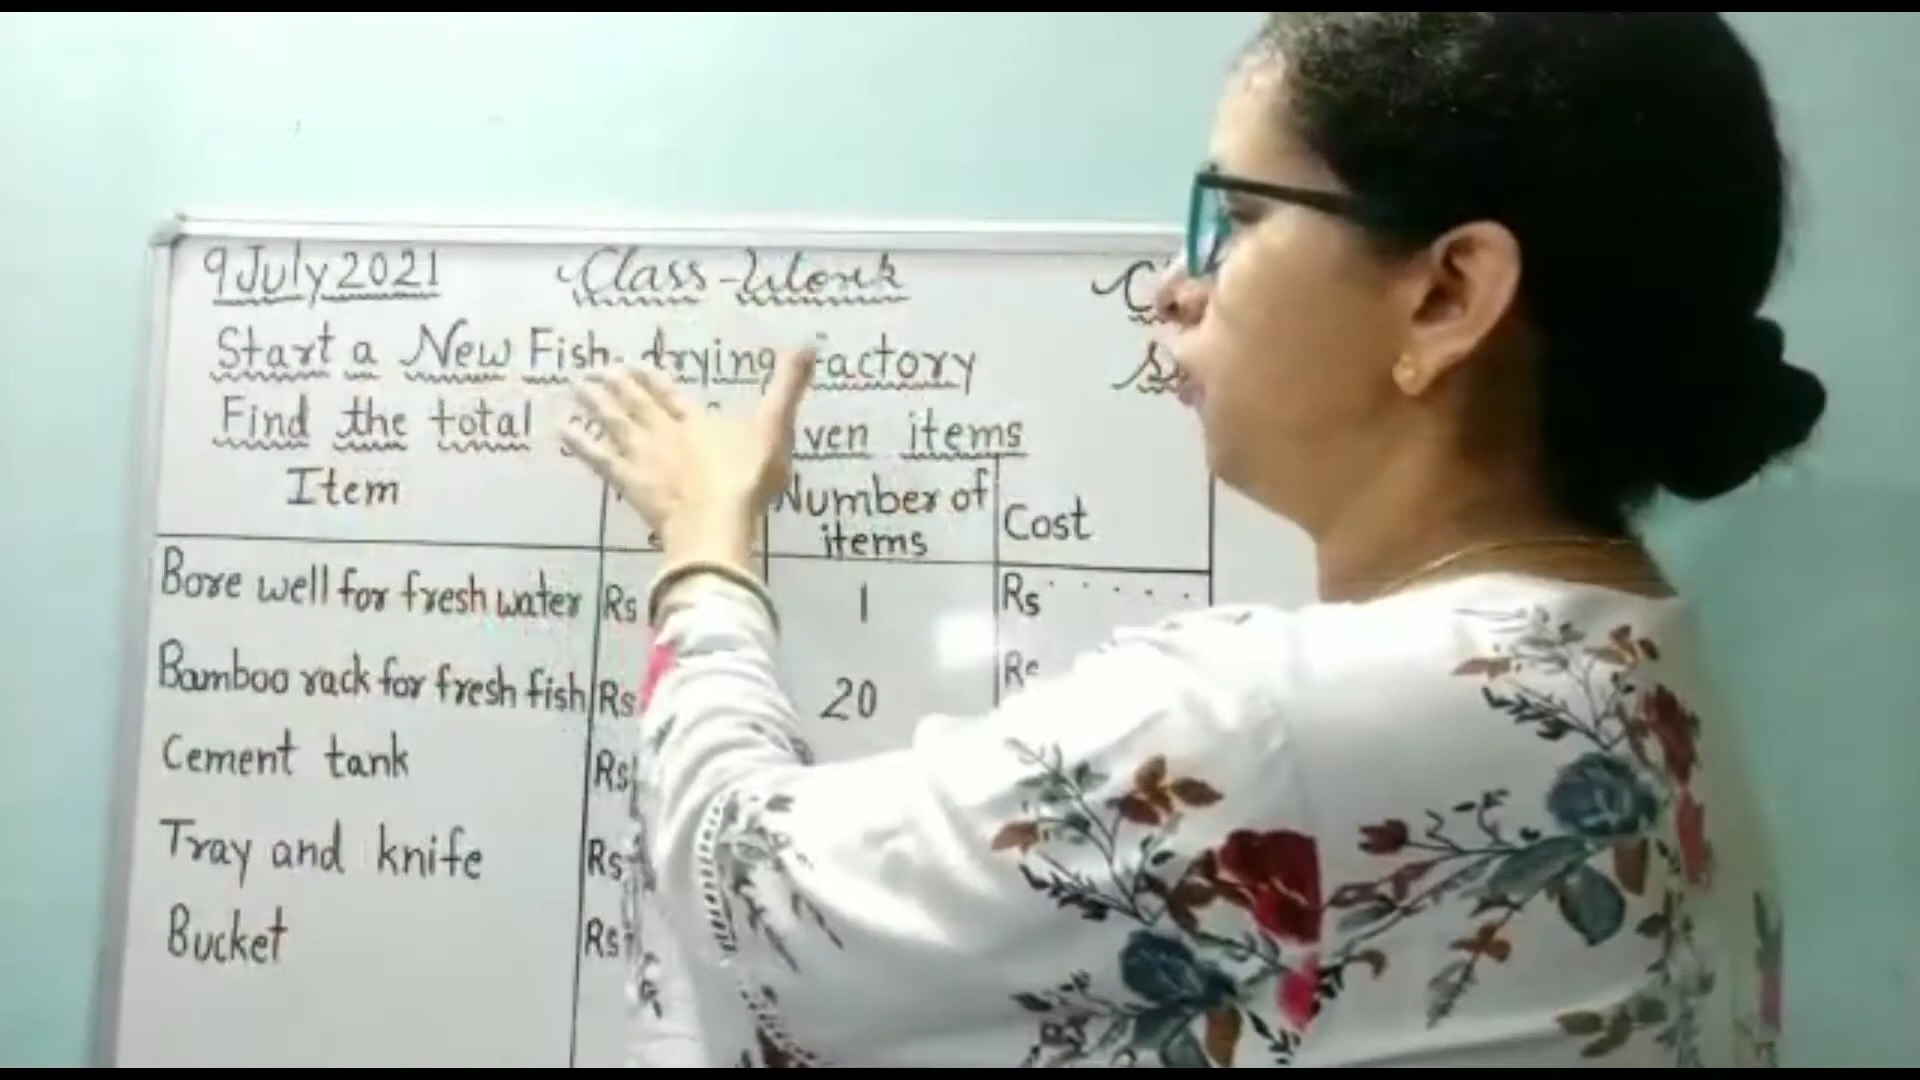 9 July 2021 Class-Work
Start a New Fish-drying factory
Find the total items
Item Number of items Cost
Bore well for fresh water Rs 1 Rs .....
Bamboo rack for fresh fish Rs 20 Rs
Cement tank Rs
Tray and knife Rs
Bucket Rs